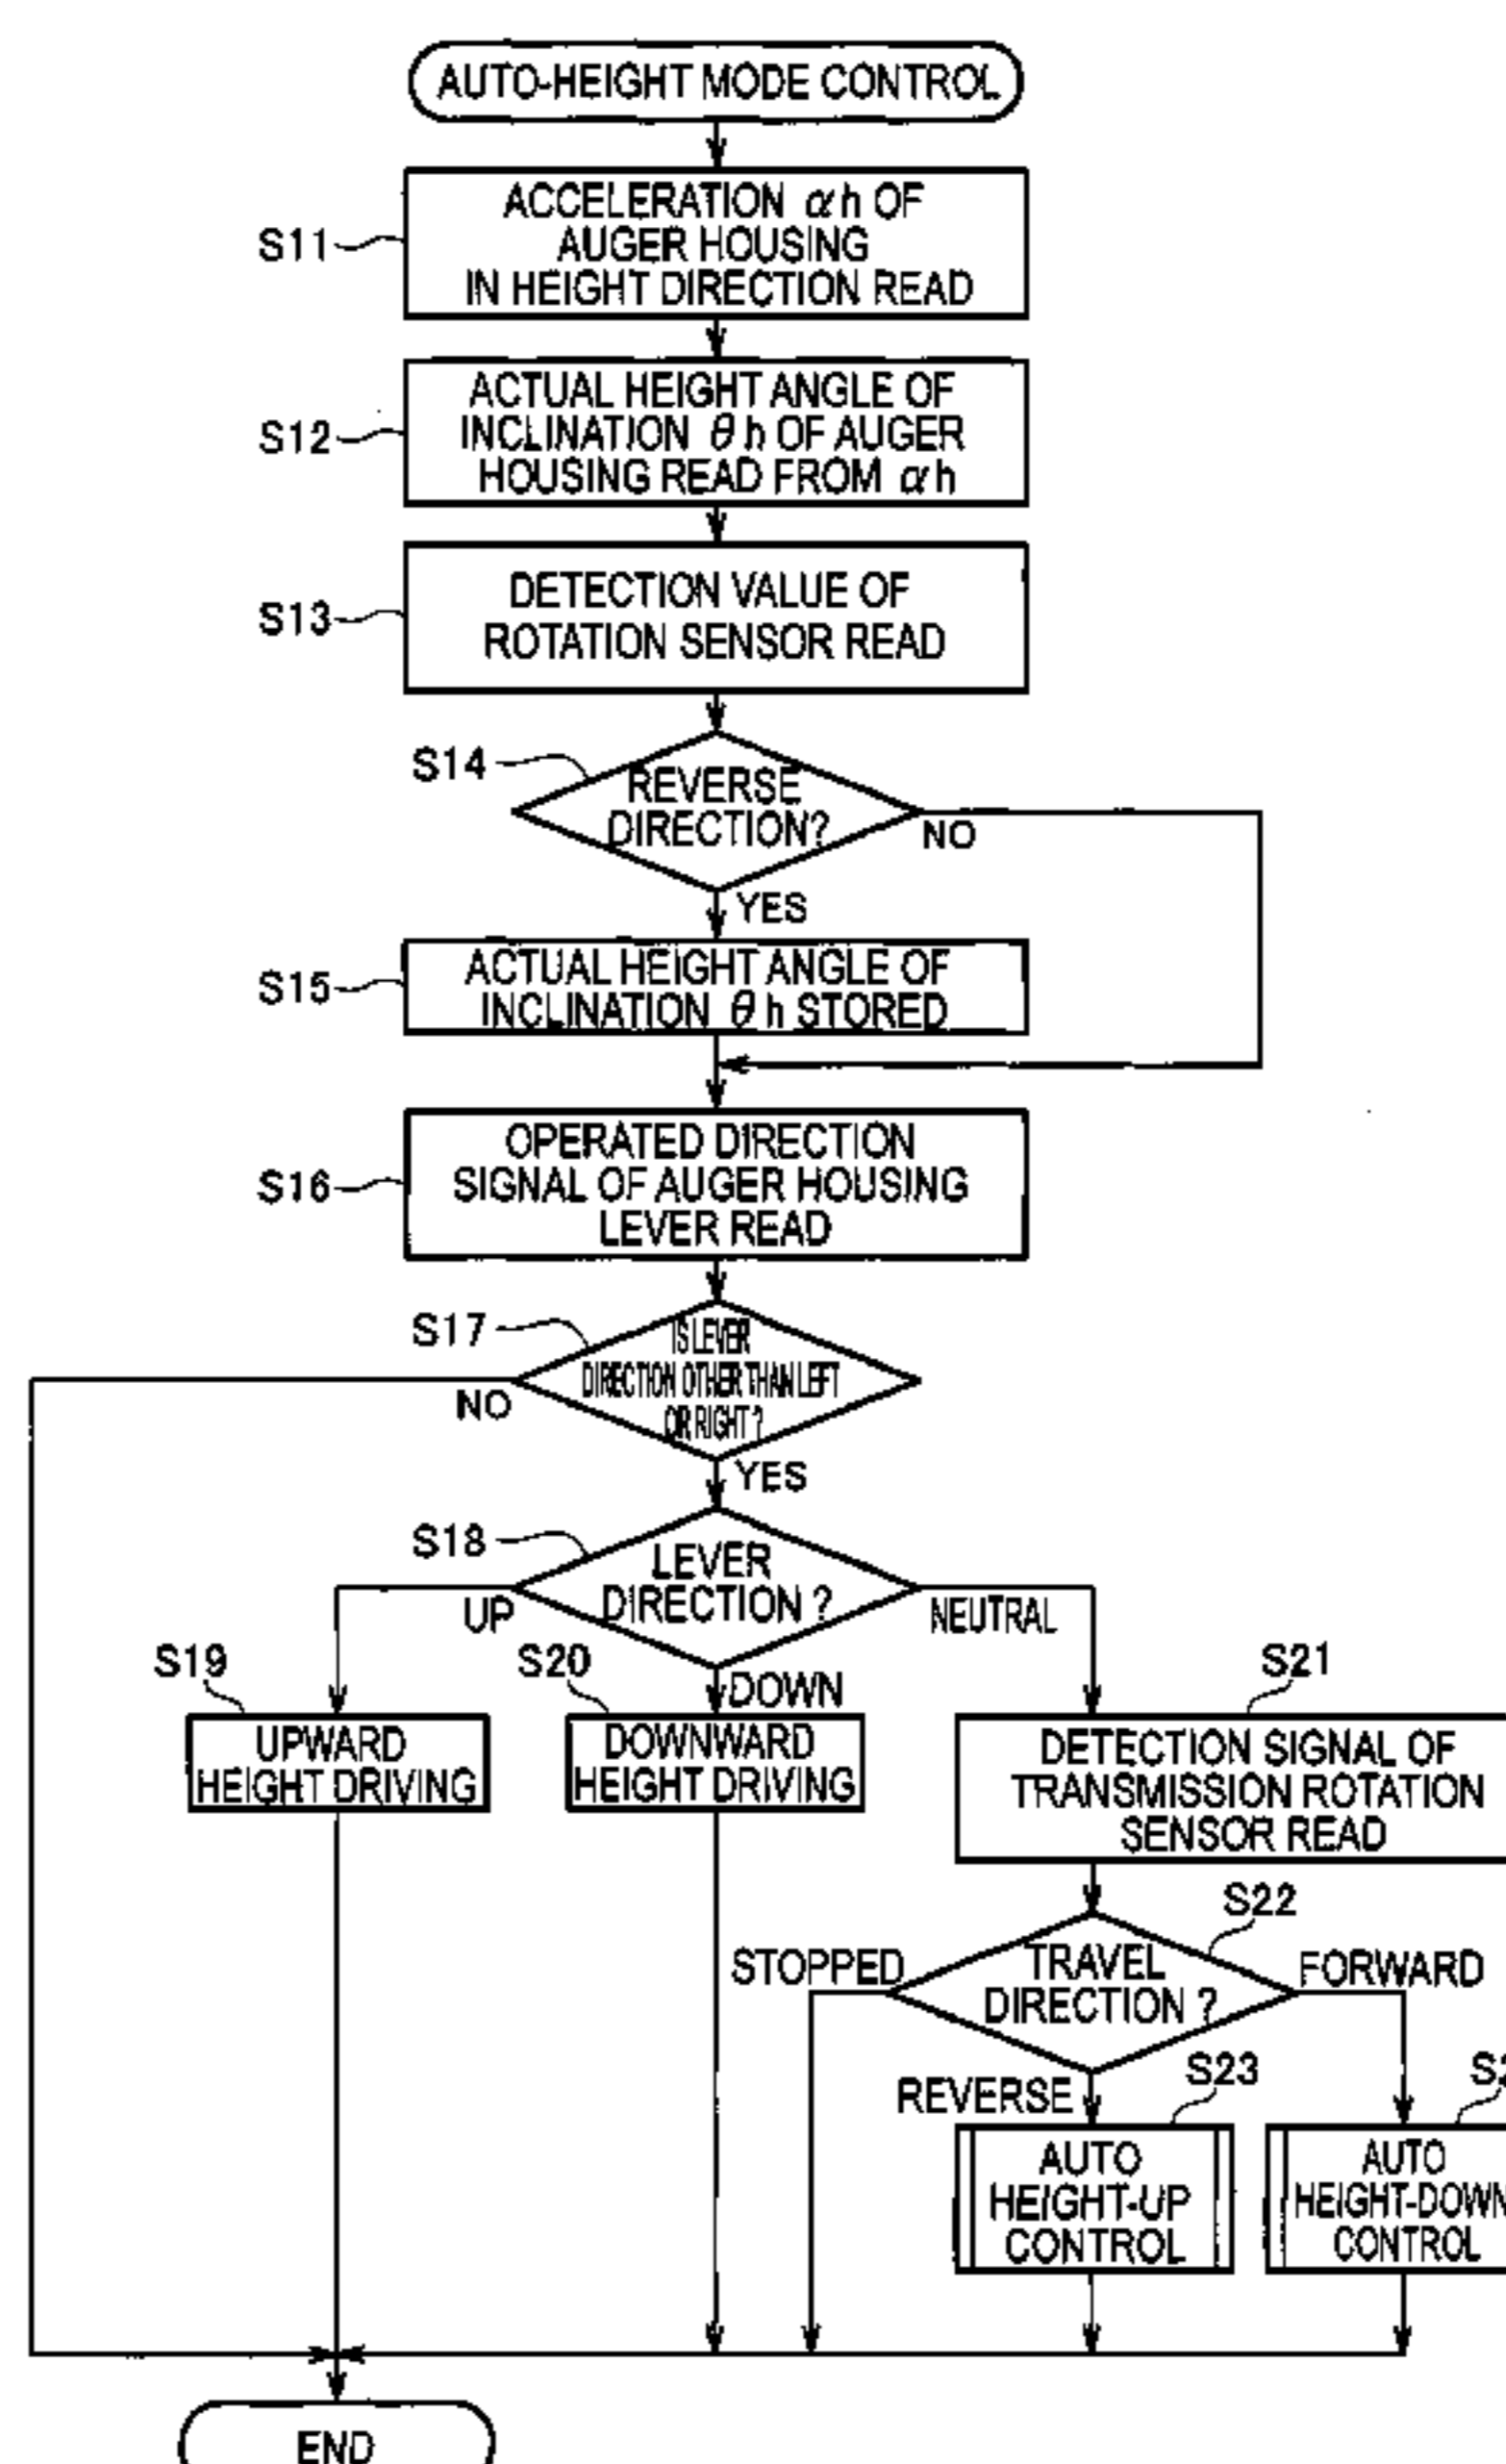 AUTO-HEIGHT MODE CONTROL
S11
ACCELERATION αh OF
AUGER HOUSING
IN HEIGHT DIRECTION READ
S12
ACTUAL HEIGHT ANGLE OF
INCLINATION θh OF AUGER
HOUSING READ FROM αh
S13
DETECTION VALUE OF
ROTATION SENSOR READ
S14
REVERSE
DIRECTION?
NO
YES
S15
ACTUAL HEIGHT ANGLE OF
INCLINATION θh STORED
S16
OPERATED DIRECTION
SIGNAL OF AUGER HOUSING
LEVER READ
S17
IS LEVER
DIRECTION OTHER THAN LEFT
OR RIGHT ?
NO
YES
S18
LEVER
DIRECTION ?
UP
DOWN
NEUTRAL
S19
UPWARD
HEIGHT DRIVING
S20
DOWNWARD
HEIGHT DRIVING
S21
DETECTION SIGNAL OF
TRANSMISSION ROTATION
SENSOR READ
S22
TRAVEL
DIRECTION ?
STOPPED
FORWARD
REVERSE
S23
AUTO
HEIGHT-UP
CONTROL
AUTO
HEIGHT-DOWN
CONTROL
END